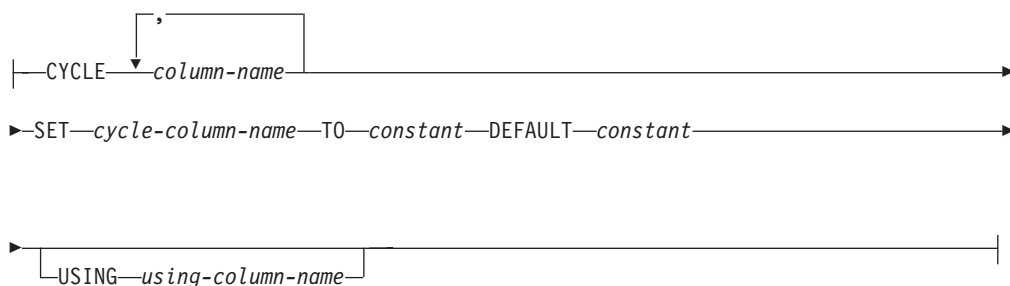 ,
CYCLE column-name
SET cycle-column-name TO constant DEFAULT constant
USING using-column-name